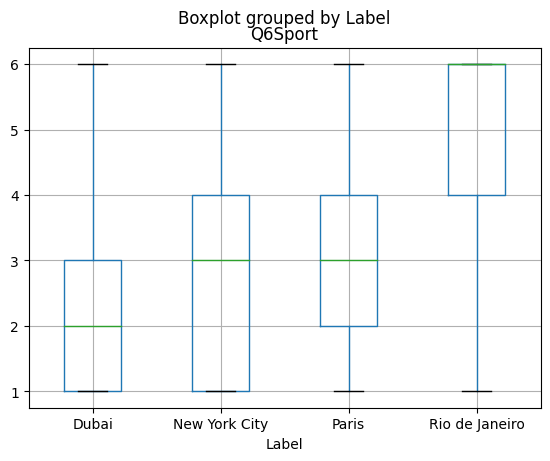 Boxplot grouped by Label
Q6Sport
6
5
4
3
2
1
Dubai
New York City
Paris
Rio de Janeiro
Label